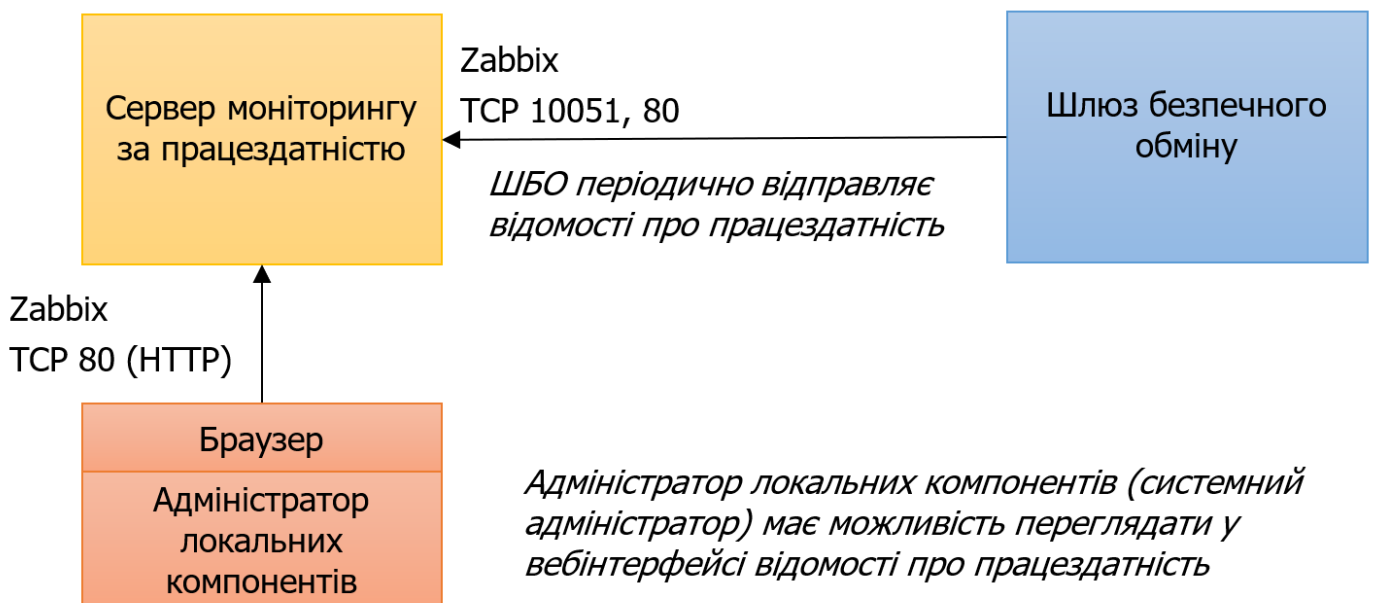 Сервер моніторингу
за працездатністю
Zabbix
TCP 10051, 80
ШБО періодично відправляє
відомості про працездатність
Шлюз безпечного
обміну
Zabbix
TCP 80 (HTTP)
Браузер
Адміністратор
локальних
компонентів
Адміністратор локальних компонентів (системний
адміністратор) має можливість переглядати у
вебінтерфейсі відомості про працездатність